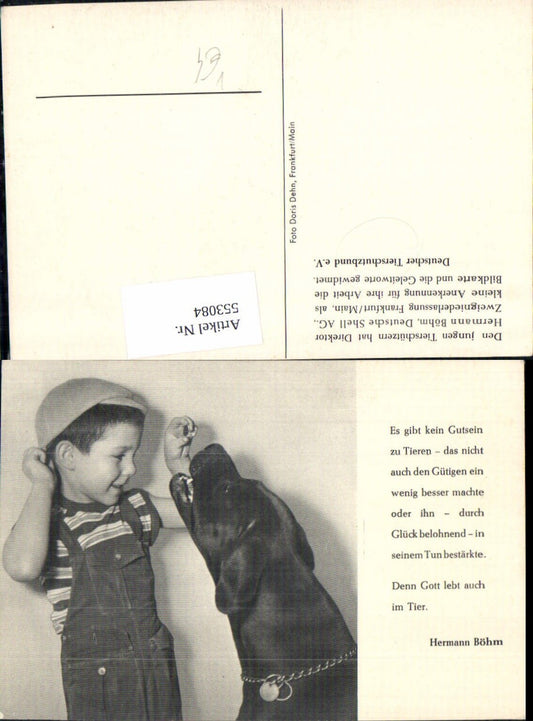 64
1
Foto Doris Dehn, Frankfurt/Main
Den jungen Tierschützern hat Direktor
Hermann Böhm, Deutsche Shell AG.,
Zweigniederlassung Frankfurt/Main, als
kleine Anerkennung für ihre Arbeit die
Bildkarte und die Geleitworte gewidmet.
Deutscher Tierschutzbund e.V.
Artikel Nr.
553084
Es gibt kein Gutsein
zu Tieren – das nicht
auch den Gütigen ein
wenig besser machte
oder ihn – durch
Glück belohnend – in
seinem Tun bestärkte.
Denn Gott lebt auch
im Tier.
Hermann Böhm